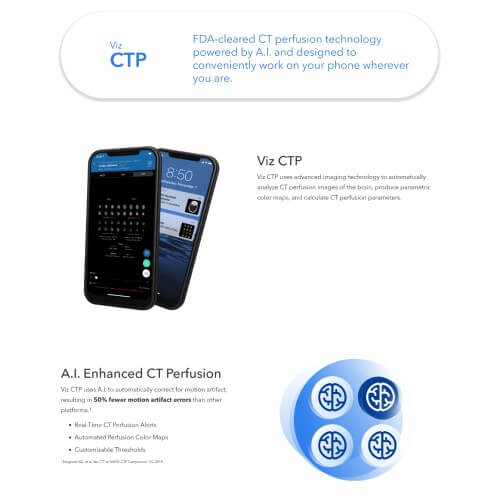 Viz
CTP
FDA-cleared CT perfusion technology
powered by A.I. and designed to
conveniently work on your phone wherever
you are.
8:50
Viz CTP
Viz CTP uses advanced imaging technology to automatically
analyze CT perfusion images of the brain, produce parametric
color maps, and calculate CT perfusion parameters.
A.I. Enhanced CT Perfusion
Viz CTP uses A.I. to automatically correct for motion artifact,
resulting in 50% fewer motion artifact errors than other
platforms.¹
Real-Time CT Perfusion Alerts
Automated Perfusion Color Maps
Customizable Thresholds